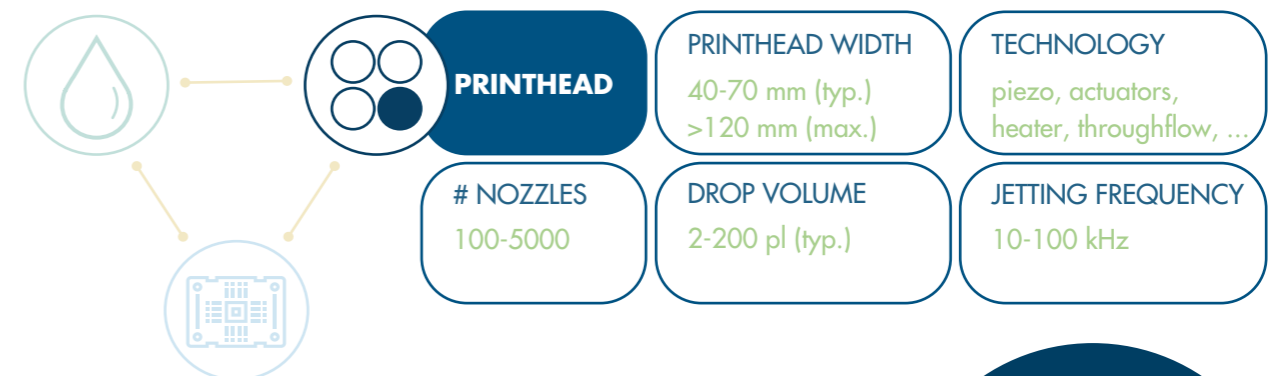 PRINTHEAD
PRINTHEAD WIDTH
40-70 mm (typ.)
>120 mm (max.)
TECHNOLOGY
piezo, actuators,
heater, throughflow, ...
# NOZZLES
100-5000
DROP VOLUME
2-200 pl (typ.)
JETTING FREQUENCY
10-100 kHz